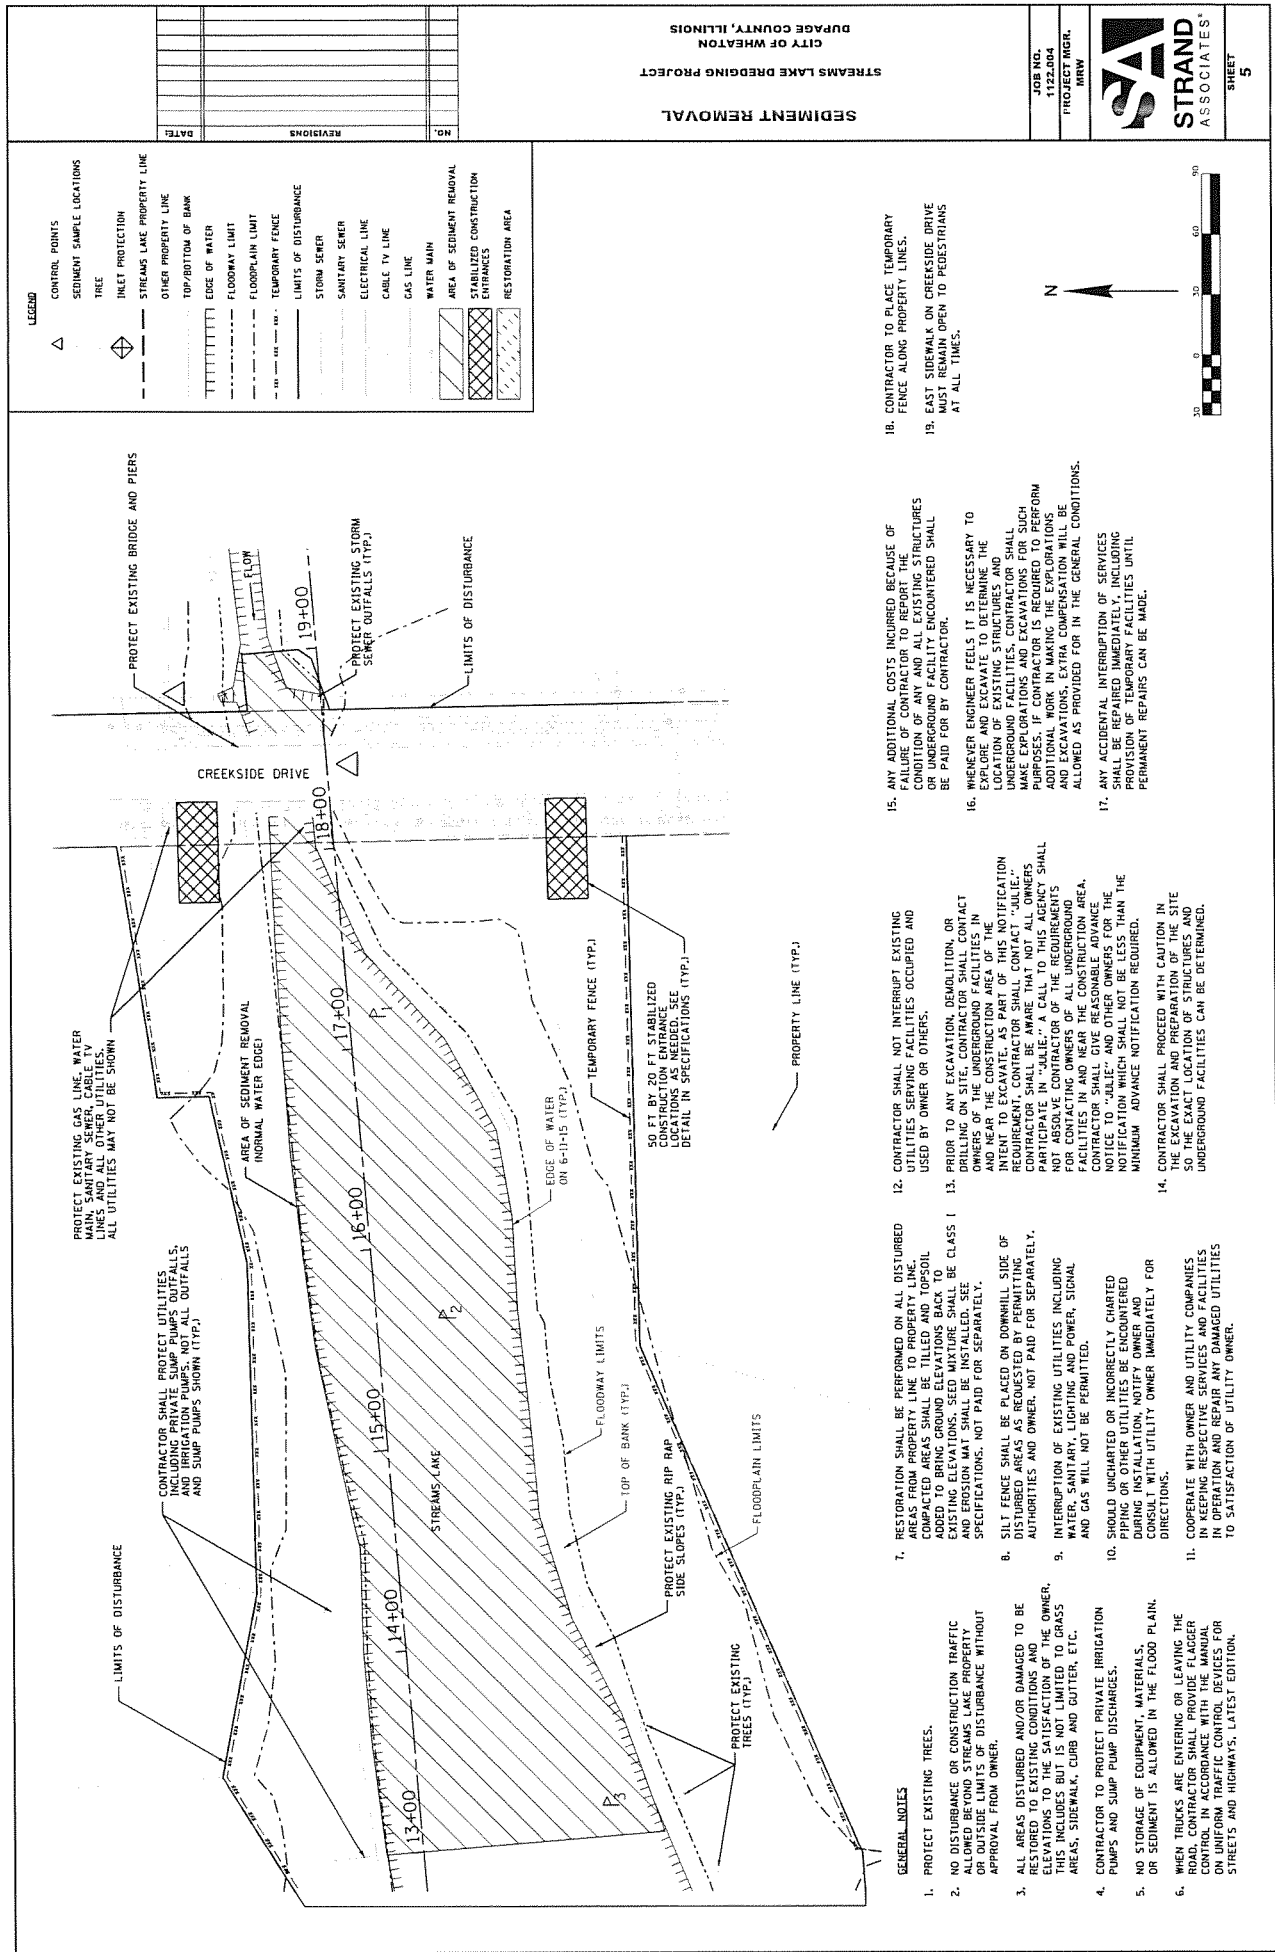 PROTECT EXISTING GAS LINE, WATER
MAIN, SANITARY SEWER, CABLE TV
LINES AND ALL OTHER UTILITIES.
ALL UTILITIES MAY NOT BE SHOWN
CONTRACTOR SHALL PROTECT UTILITIES
INCLUDING PRIVATE SUMP PUMPS OUTFALLS,
AND IRRIGATION PUMPS. NOT ALL OUTFALLS
AND SUMP PUMPS SHOWN (TYP.)
LIMITS OF DISTURBANCE
AREA OF SEDIMENT REMOVAL
(NORMAL WATER EDGE)
PROTECT EXISTING BRIDGE AND PIERS
CREEKSIDE DRIVE
FLOW
PROTECT EXISTING STORM
SEWER OUTFALLS (TYP.)
LIMITS OF DISTURBANCE
13+00
14+00
15+00
16+00
17+00
18+00
19+00
STREAMS LAKE
P1
P2
P3
EDGE OF WATER
ON 6-11-15 (TYP.)
TEMPORARY FENCE (TYP.)
50 FT BY 20 FT STABILIZED
CONSTRUCTION ENTRANCE
LOCATIONS AS NEEDED. SEE
DETAIL IN SPECIFICATIONS (TYP.)
PROPERTY LINE (TYP.)
FLOODWAY LIMITS
TOP OF BANK (TYP.)
PROTECT EXISTING RIP RAP
SIDE SLOPES (TYP.)
FLOODPLAIN LIMITS
PROTECT EXISTING
TREES (TYP.)
LEGEND
CONTROL POINTS
SEDIMENT SAMPLE LOCATIONS
TREE
INLET PROTECTION
STREAMS LAKE PROPERTY LINE
OTHER PROPERTY LINE
TOP/BOTTOM OF BANK
EDGE OF WATER
FLOODWAY LIMIT
FLOODPLAIN LIMIT
TEMPORARY FENCE
LIMITS OF DISTURBANCE
STORM SEWER
SANITARY SEWER
ELECTRICAL LINE
CABLE TV LINE
GAS LINE
WATER MAIN
AREA OF SEDIMENT REMOVAL
STABILIZED CONSTRUCTION
ENTRANCES
RESTORATION AREA
GENERAL NOTES
1. PROTECT EXISTING TREES.
2. NO DISTURBANCE OR CONSTRUCTION TRAFFIC
ALLOWED BEYOND STREAMS LAKE PROPERTY
OR OUTSIDE LIMITS OF DISTURBANCE WITHOUT
APPROVAL FROM OWNER.
3. ALL AREAS DISTURBED AND/OR DAMAGED TO BE
RESTORED TO EXISTING CONDITIONS AND
ELEVATIONS TO THE SATISFACTION OF THE OWNER.
THIS INCLUDES BUT IS NOT LIMITED TO GRASS
AREAS, SIDEWALK, CURB AND GUTTER, ETC.
4. CONTRACTOR TO PROTECT PRIVATE IRRIGATION
PUMPS AND SUMP PUMP DISCHARGES.
5. NO STORAGE OF EQUIPMENT, MATERIALS,
OR SEDIMENT IS ALLOWED IN THE FLOOD PLAIN.
6. WHEN TRUCKS ARE ENTERING OR LEAVING THE
ROAD, CONTRACTOR SHALL PROVIDE FLAGGER
CONTROL IN ACCORDANCE WITH THE MANUAL
ON UNIFORM TRAFFIC CONTROL DEVICES FOR
STREETS AND HIGHWAYS, LATEST EDITION.
7. RESTORATION SHALL BE PERFORMED ON ALL DISTURBED
AREAS FROM PROPERTY LINE TO PROPERTY LINE.
COMPACTED AREAS SHALL BE TILLED AND TOPSOIL
ADDED TO BRING GROUND ELEVATIONS BACK TO
EXISTING ELEVATIONS. SEED MIXTURE SHALL BE CLASS I
AND EROSION MAT SHALL BE INSTALLED. SEE
SPECIFICATIONS. NOT PAID FOR SEPARATELY.
8. SILT FENCE SHALL BE PLACED ON DOWNHILL SIDE OF
DISTURBED AREAS AS REQUESTED BY PERMITTING
AUTHORITIES AND OWNER. NOT PAID FOR SEPARATELY.
9. INTERRUPTION OF EXISTING UTILITIES INCLUDING
WATER, SANITARY, LIGHTING AND POWER, SIGNAL
AND GAS WILL NOT BE PERMITTED.
10. SHOULD UNCHARTED OR INCORRECTLY CHARTED
PIPING OR OTHER UTILITIES BE ENCOUNTERED
DURING INSTALLATION, NOTIFY OWNER AND
CONSULT WITH UTILITY OWNER IMMEDIATELY FOR
DIRECTIONS.
11. COOPERATE WITH OWNER AND UTILITY COMPANIES
IN KEEPING RESPECTIVE SERVICES AND FACILITIES
IN OPERATION AND REPAIR ANY DAMAGED UTILITIES
TO SATISFACTION OF UTILITY OWNER.
12. CONTRACTOR SHALL NOT INTERRUPT EXISTING
UTILITIES SERVING FACILITIES OCCUPIED AND
USED BY OWNER OR OTHERS.
13. PRIOR TO ANY EXCAVATION, DEMOLITION, OR
DRILLING ON SITE, CONTRACTOR SHALL CONTACT
OWNERS OF THE UNDERGROUND FACILITIES IN
AND NEAR THE CONSTRUCTION AREA OF THE
INTENT TO EXCAVATE. AS PART OF THIS NOTIFICATION
REQUIREMENT, CONTRACTOR SHALL CONTACT "JULIE."
CONTRACTOR SHALL BE AWARE THAT NOT ALL OWNERS
PARTICIPATE IN "JULIE." A CALL TO THIS AGENCY SHALL
NOT ABSOLVE CONTRACTOR OF THE REQUIREMENTS
FOR CONTACTING OWNERS OF ALL UNDERGROUND
FACILITIES IN AND NEAR THE CONSTRUCTION AREA.
CONTRACTOR SHALL GIVE REASONABLE ADVANCE
NOTICE TO "JULIE" AND OTHER OWNERS FOR THE
NOTIFICATION WHICH SHALL NOT BE LESS THAN THE
MINIMUM ADVANCE NOTIFICATION REQUIRED.
14. CONTRACTOR SHALL PROCEED WITH CAUTION IN
THE EXCAVATION AND PREPARATION OF THE SITE
SO THE EXACT LOCATION OF STRUCTURES AND
UNDERGROUND FACILITIES CAN BE DETERMINED.
15. ANY ADDITIONAL COSTS INCURRED BECAUSE OF
FAILURE OF CONTRACTOR TO REPORT THE
CONDITION OF ANY AND ALL EXISTING STRUCTURES
OR UNDERGROUND FACILITY ENCOUNTERED SHALL
BE PAID FOR BY CONTRACTOR.
16. WHENEVER ENGINEER FEELS IT IS NECESSARY TO
EXPLORE AND EXCAVATE TO DETERMINE THE
LOCATION OF EXISTING STRUCTURES AND
UNDERGROUND FACILITIES, CONTRACTOR SHALL
MAKE EXPLORATIONS AND EXCAVATIONS FOR SUCH
PURPOSES. IF CONTRACTOR IS REQUIRED TO PERFORM
ADDITIONAL WORK IN MAKING THE EXPLORATIONS
AND EXCAVATIONS, EXTRA COMPENSATION WILL BE
ALLOWED AS PROVIDED FOR IN THE GENERAL CONDITIONS.
17. ANY ACCIDENTAL INTERRUPTION OF SERVICES
SHALL BE REPAIRED IMMEDIATELY, INCLUDING
PROVISION OF TEMPORARY FACILITIES UNTIL
PERMANENT REPAIRS CAN BE MADE.
18. CONTRACTOR TO PLACE TEMPORARY
FENCE ALONG PROPERTY LINES.
19. EAST SIDEWALK ON CREEKSIDE DRIVE
MUST REMAIN OPEN TO PEDESTRIANS
AT ALL TIMES.
N
30 0 30 60 90
NO.
REVISIONS
DATE:
SEDIMENT REMOVAL
STREAMS LAKE DREDGING PROJECT
CITY OF WHEATON
DUPAGE COUNTY, ILLINOIS
JOB NO.
1122.004
PROJECT MGR.
MRW
SA
STRAND
ASSOCIATES®
SHEET
5